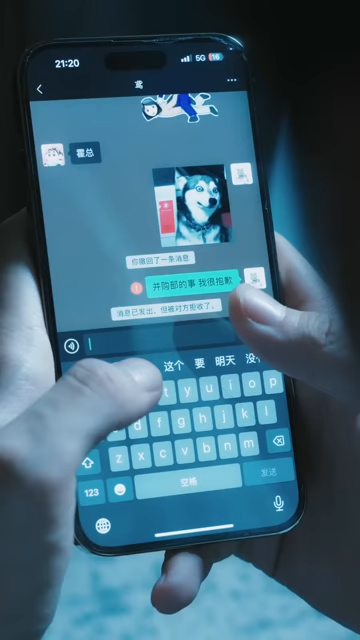 21:20
5G 16
鸢
霍总
你撤回了一条消息
并购部的事 我很抱歉
消息已发出，但被对方拒收了。
这个 要 明天
t y u i o p
d f g h j k l
z x c v b n m
123 空格 发送